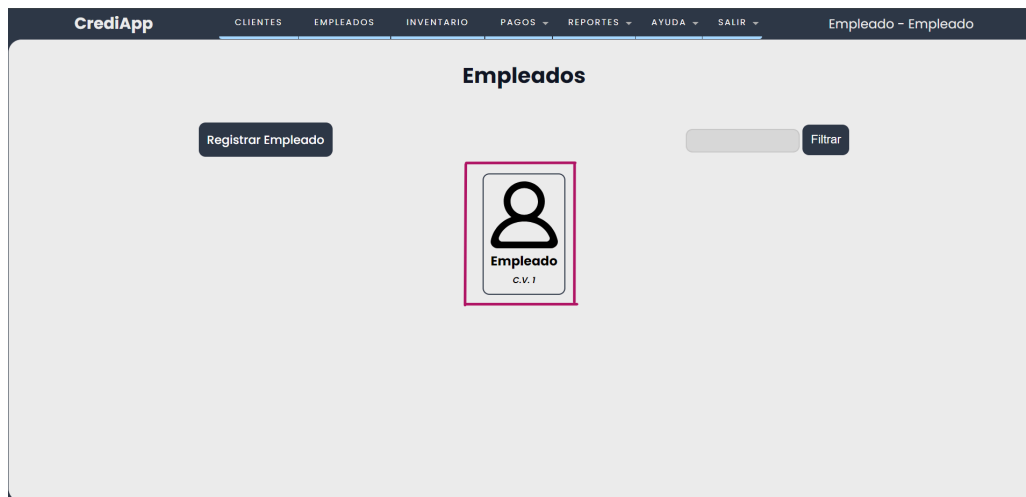 CrediApp CLIENTES EMPLEADOS INVENTARIO PAGOS REPORTES AYUDA SALIR Empleado - Empleado
Empleados
Registrar Empleado Filtrar
Empleado
C.V. 1